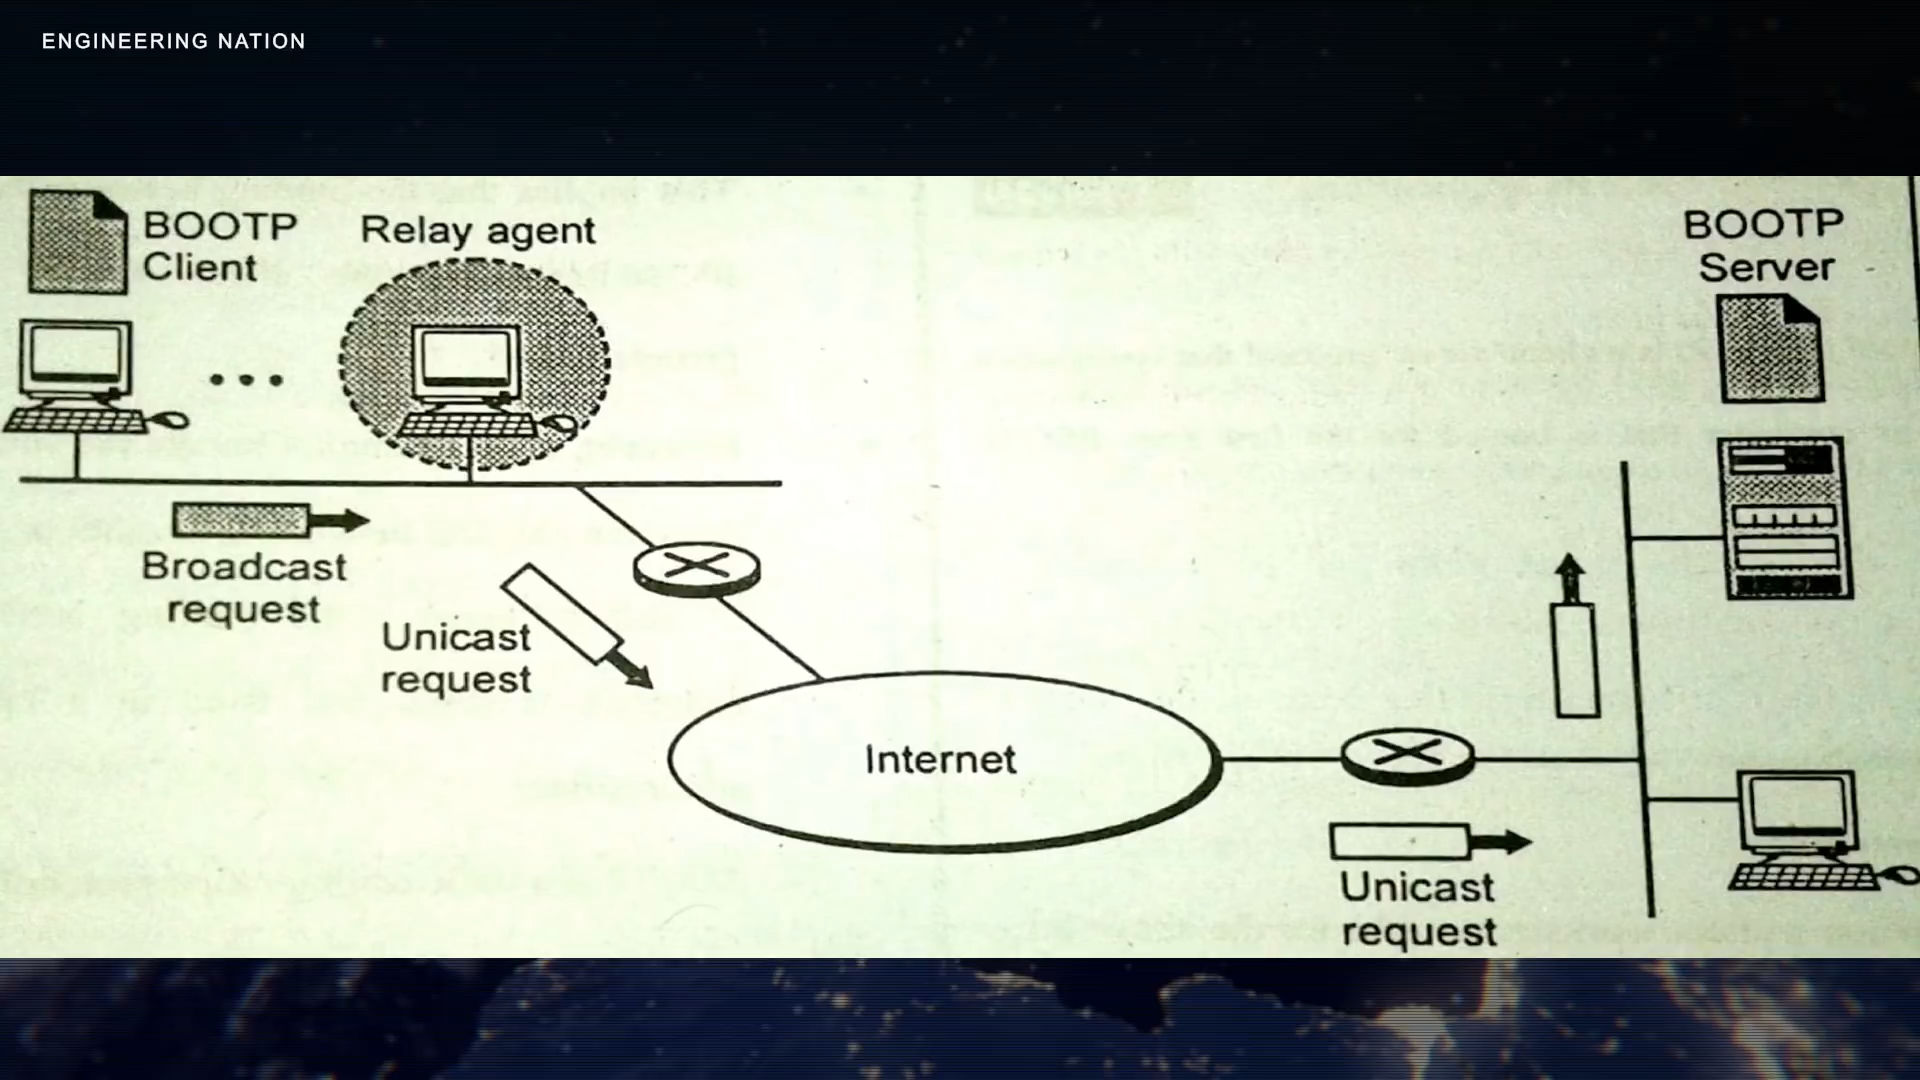 ENGINEERING NATION
BOOTP
Client
Relay agent
BOOTP
Server
Broadcast
request
Unicast
request
Internet
Unicast
request